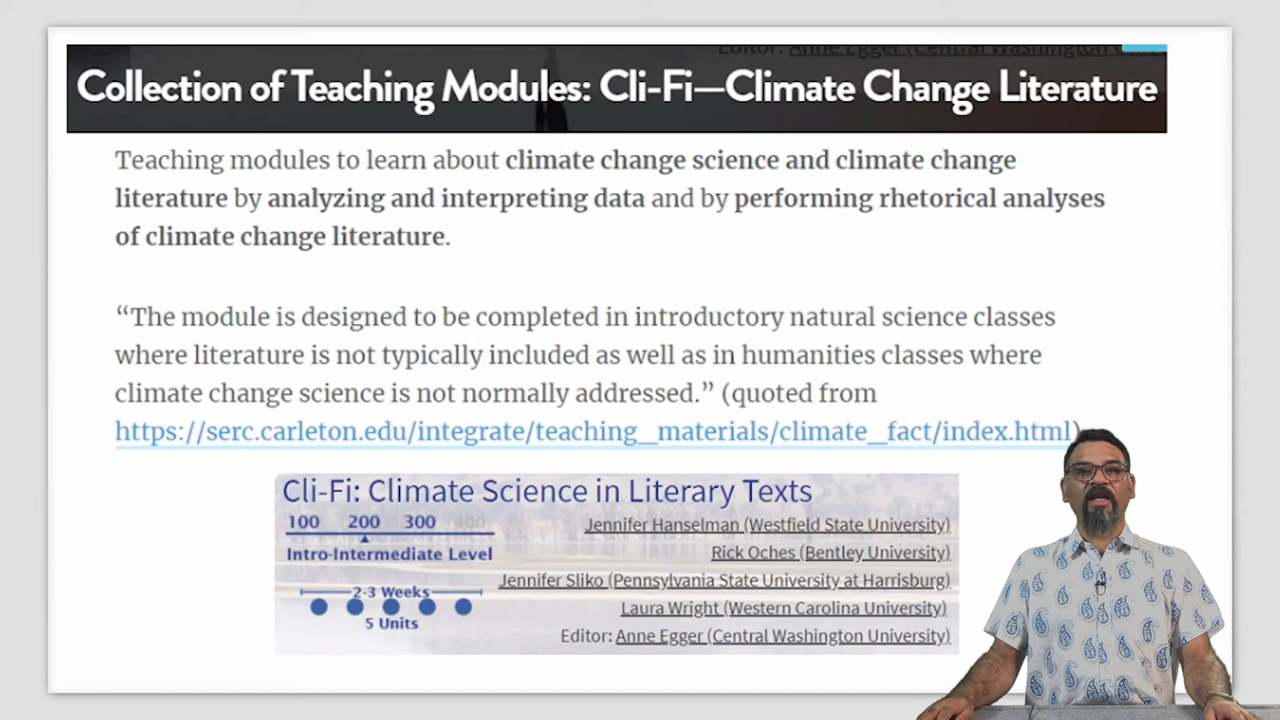 Editor: Anne Egger (Central Washington
Collection of Teaching Modules: Cli-Fi—Climate Change Literature
Teaching modules to learn about climate change science and climate change
literature by analyzing and interpreting data and by performing rhetorical analyses
of climate change literature.
“The module is designed to be completed in introductory natural science classes
where literature is not typically included as well as in humanities classes where
climate change science is not normally addressed.” (quoted from
https://serc.carleton.edu/integrate/teaching_materials/climate_fact/index.html)
Cli-Fi: Climate Science in Literary Texts
100 200 300 400
Intro-Intermediate Level
2-3 Weeks
5 Units
Jennifer Hanselman (Westfield State University)
Rick Oches (Bentley University)
Jennifer Sliko (Pennsylvania State University at Harrisburg)
Laura Wright (Western Carolina University)
Editor: Anne Egger (Central Washington University)